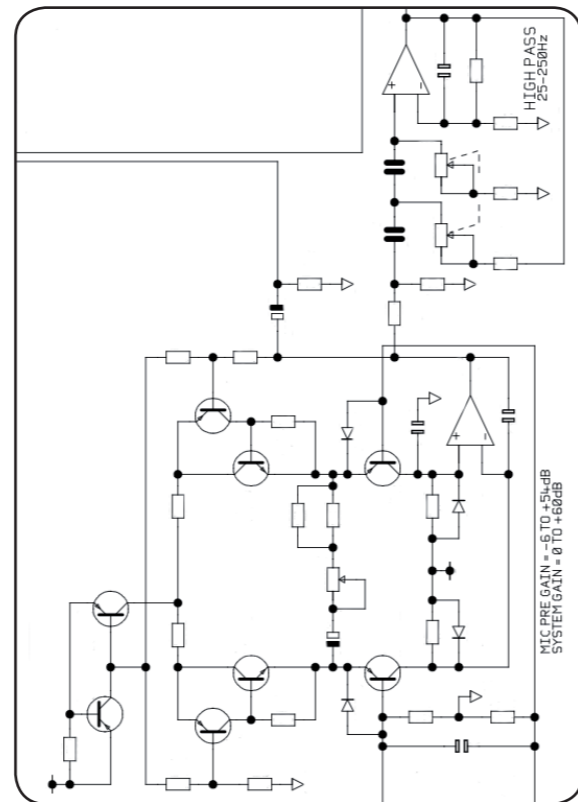 HIGH PASS
25-250Hz
MIC PRE GAIN = -6 TO +54dB
SYSTEM GAIN = 0 TO +60dB